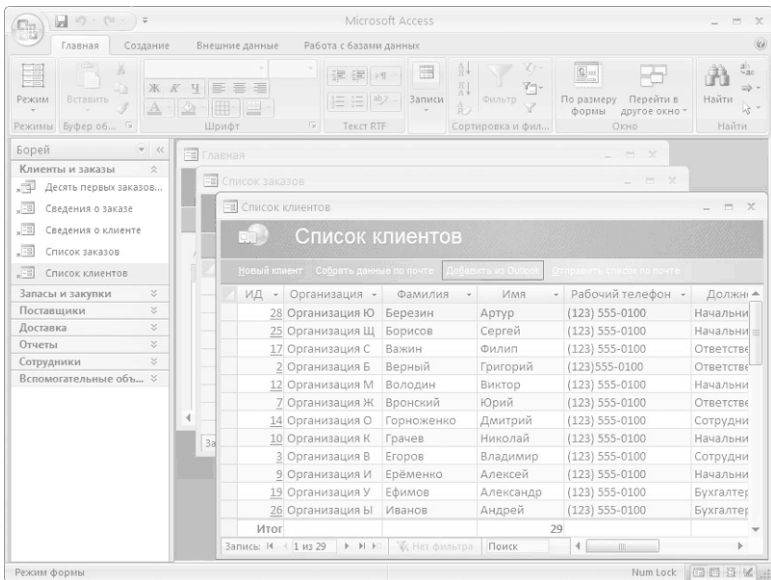 Microsoft Access
Главная Создание Внешние данные Работа с базами данных
Режим
Вставить
Ж К Ч
Записи
Фильтр
По размеру формы
Перейти в другое окно
Найти
Режимы Буфер об... Шрифт Текст RTF Сортировка и фил... Окно Найти
Борей
Клиенты и заказы
Десять первых заказов...
Сведения о заказе
Сведения о клиенте
Список заказов
Список клиентов
Запасы и закупки
Поставщики
Доставка
Отчеты
Сотрудники
Вспомогательные объ...
Главная
Список заказов
Список клиентов
Список клиентов
Новый клиент Собрать данные по почте Добавить из Outlook Отправить список по почте
ИД Организация Фамилия Имя Рабочий телефон Должн
28 Организация Ю Березин Артур (123) 555-0100 Начальни
25 Организация Щ Борисов Сергей (123) 555-0100 Начальни
17 Организация С Важин Филип (123) 555-0100 Ответстве
2 Организация Б Верный Григорий (123)555-0100 Ответстве
12 Организация М Володин Виктор (123) 555-0100 Начальни
7 Организация Ж Вронский Юрий (123) 555-0100 Ответстве
14 Организация О Горноженко Дмитрий (123) 555-0100 Сотрудни
10 Организация К Грачев Николай (123) 555-0100 Начальни
3 Организация В Егоров Владимир (123) 555-0100 Сотрудни
9 Организация И Ерёменко Алексей (123) 555-0100 Начальни
19 Организация У Ефимов Александр (123) 555-0100 Бухгалтер
26 Организация Ы Иванов Андрей (123) 555-0100 Бухгалтер
Итог 29
За
Запись: 1 из 29 Нет фильтра Поиск
Режим формы
Num Lock